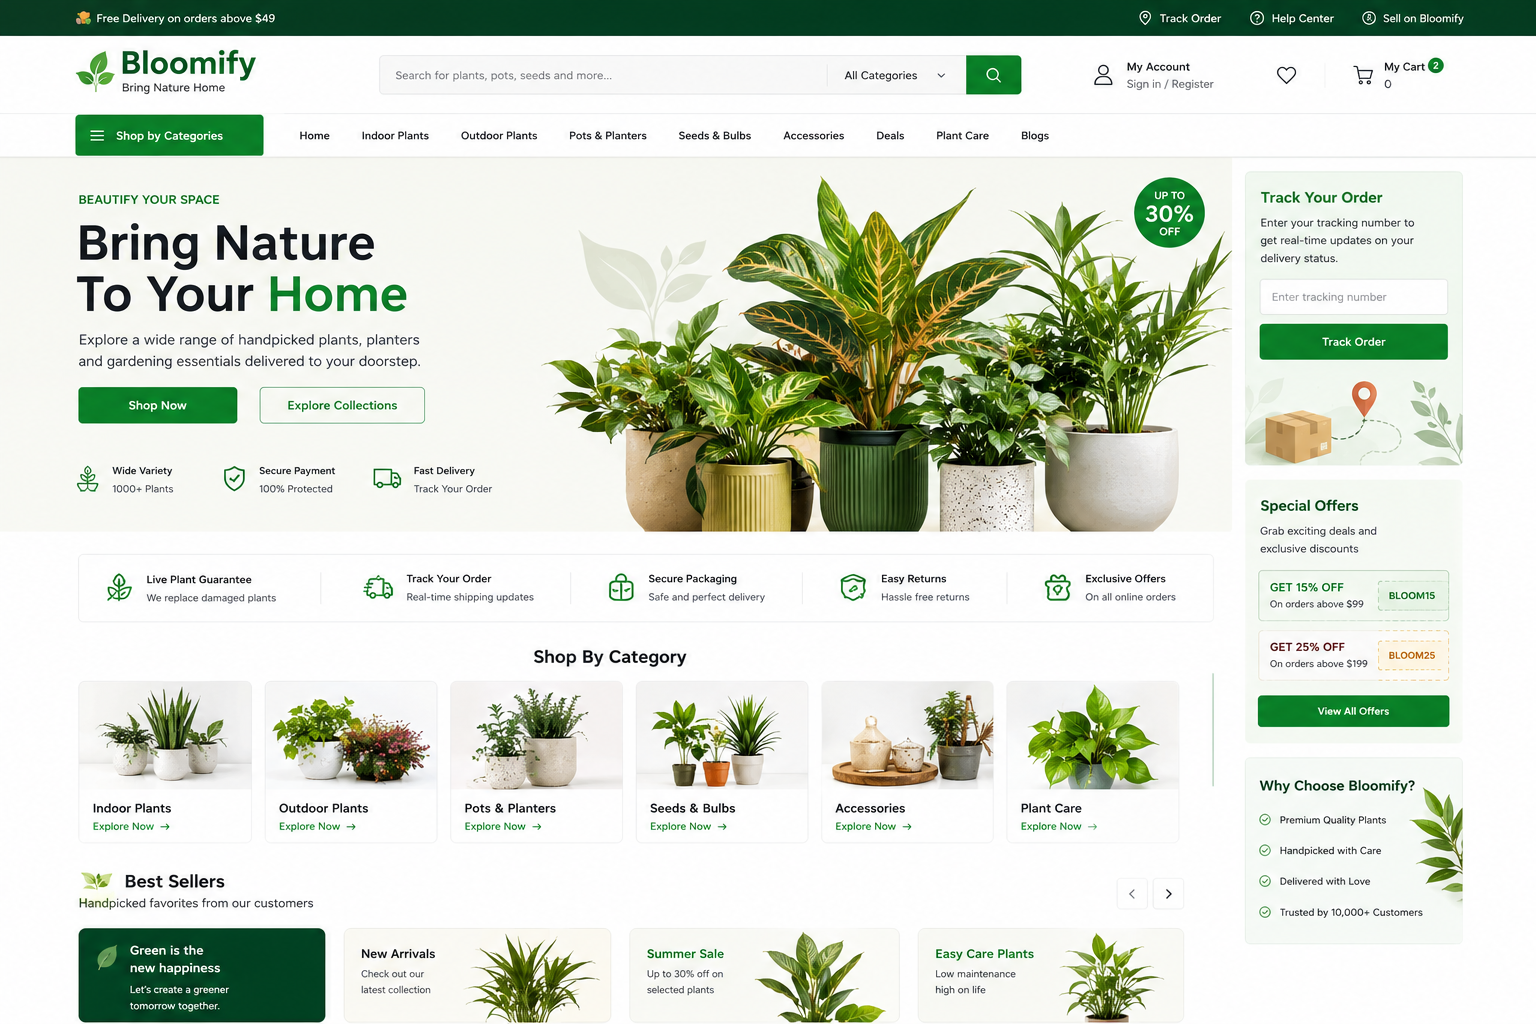 Free Delivery on orders above $49
Track Order
Help Center
Sell on Bloomify
Bloomify
Bring Nature Home
Search for plants, pots, seeds and more...
All Categories
My Account
Sign in / Register
My Cart 2
0
Shop by Categories
Home
Indoor Plants
Outdoor Plants
Pots & Planters
Seeds & Bulbs
Accessories
Deals
Plant Care
Blogs
BEAUTIFY YOUR SPACE
Bring Nature
To Your Home
Explore a wide range of handpicked plants, planters
and gardening essentials delivered to your doorstep.
Shop Now
Explore Collections
Wide Variety
1000+ Plants
Secure Payment
100% Protected
Fast Delivery
Track Your Order
UP TO
30%
OFF
Track Your Order
Enter your tracking number to
get real-time updates on your
delivery status.
Enter tracking number
Track Order
Special Offers
Grab exciting deals and
exclusive discounts
GET 15% OFF
On orders above $99
BLOOM15
GET 25% OFF
On orders above $199
BLOOM25
View All Offers
Why Choose Bloomify?
Premium Quality Plants
Handpicked with Care
Delivered with Love
Trusted by 10,000+ Customers
Live Plant Guarantee
We replace damaged plants
Track Your Order
Real-time shipping updates
Secure Packaging
Safe and perfect delivery
Easy Returns
Hassle free returns
Exclusive Offers
On all online orders
Shop By Category
Indoor Plants
Explore Now →
Outdoor Plants
Explore Now →
Pots & Planters
Explore Now →
Seeds & Bulbs
Explore Now →
Accessories
Explore Now →
Plant Care
Explore Now →
Best Sellers
Handpicked favorites from our customers
Green is the
new happiness
Let's create a greener
tomorrow together.
New Arrivals
Check out our
latest collection
Summer Sale
Up to 30% off on
selected plants
Easy Care Plants
Low maintenance
high on life